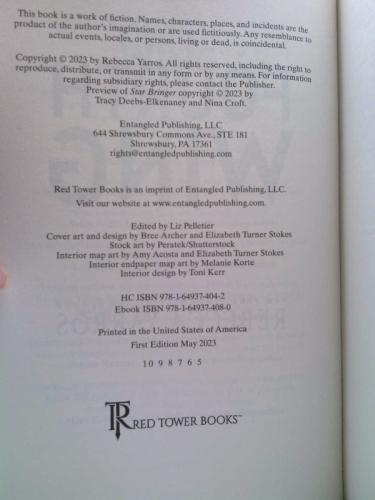 This book is a work of fiction. Names, characters, places, and incidents are the
product of the author's imagination or are used fictitiously. Any resemblance to
actual events, locales, or persons, living or dead, is coincidental.
Copyright © 2023 by Rebecca Yarros. All rights reserved, including the right to
reproduce, distribute, or transmit in any form or by any means. For information
regarding subsidiary rights, please contact the Publisher.
Preview of Star Bringer copyright © 2023 by
Tracy Deebs-Elkenaney and Nina Croft.
Entangled Publishing, LLC
644 Shrewsbury Commons Ave., STE 181
Shrewsbury, PA 17361
rights@entangledpublishing.com
Red Tower Books is an imprint of Entangled Publishing, LLC.
Visit our website at www.entangledpublishing.com.
Edited by Liz Pelletier
Cover art and design by Bree Archer and Elizabeth Turner Stokes
Stock art by Peratek/Shutterstock
Interior map art by Amy Acosta and Elizabeth Turner Stokes
Interior endpaper map art by Melanie Korte
Interior design by Toni Kerr
HC ISBN 978-1-64937-404-2
Ebook ISBN 978-1-64937-408-0
Printed in the United States of America
First Edition May 2023
10 9 8 7 6 5
RED TOWER BOOKS™